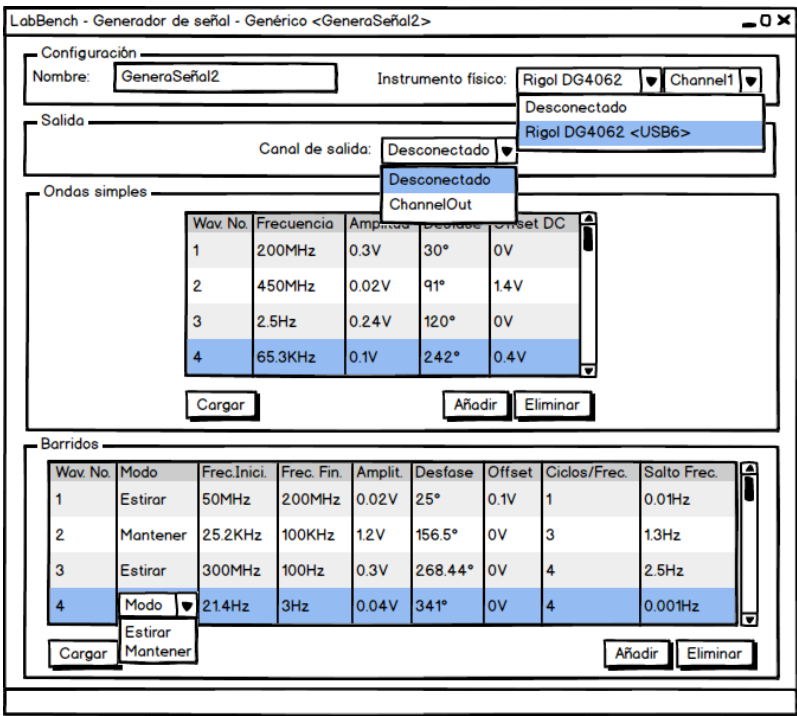 LabBench - Generador de señal - Genérico <GeneraSeñal2>
Configuración
Nombre: GeneraSeñal2 Instrumento físico: Rigol DG4062 Channel1
Desconectado
Rigol DG4062 <USB6>
Salida
Canal de salida: Desconectado
Desconectado
ChannelOut
Ondas simples
Wav. No. Frecuencia Amplitud Desfase Offset DC
1 200MHz 0.3V 30° 0V
2 450MHz 0.02V 91° 1.4V
3 2.5Hz 0.24V 120° 0V
4 65.3KHz 0.1V 242° 0.4V
Cargar Añadir Eliminar
Barridos
Wav. No. Modo Frec.Inici. Frec. Fin. Amplit. Desfase Offset Ciclos/Frec. Salto Frec.
1 Estirar 50MHz 200MHz 0.02V 25° 0.1V 1 0.01Hz
2 Mantener 25.2KHz 100KHz 1.2V 156.5° 0V 3 1.3Hz
3 Estirar 300MHz 100Hz 0.3V 268.44° 0V 4 2.5Hz
4 Modo 21.4Hz 3Hz 0.04V 341° 0V 4 0.001Hz
Estirar
Mantener
Cargar Añadir Eliminar